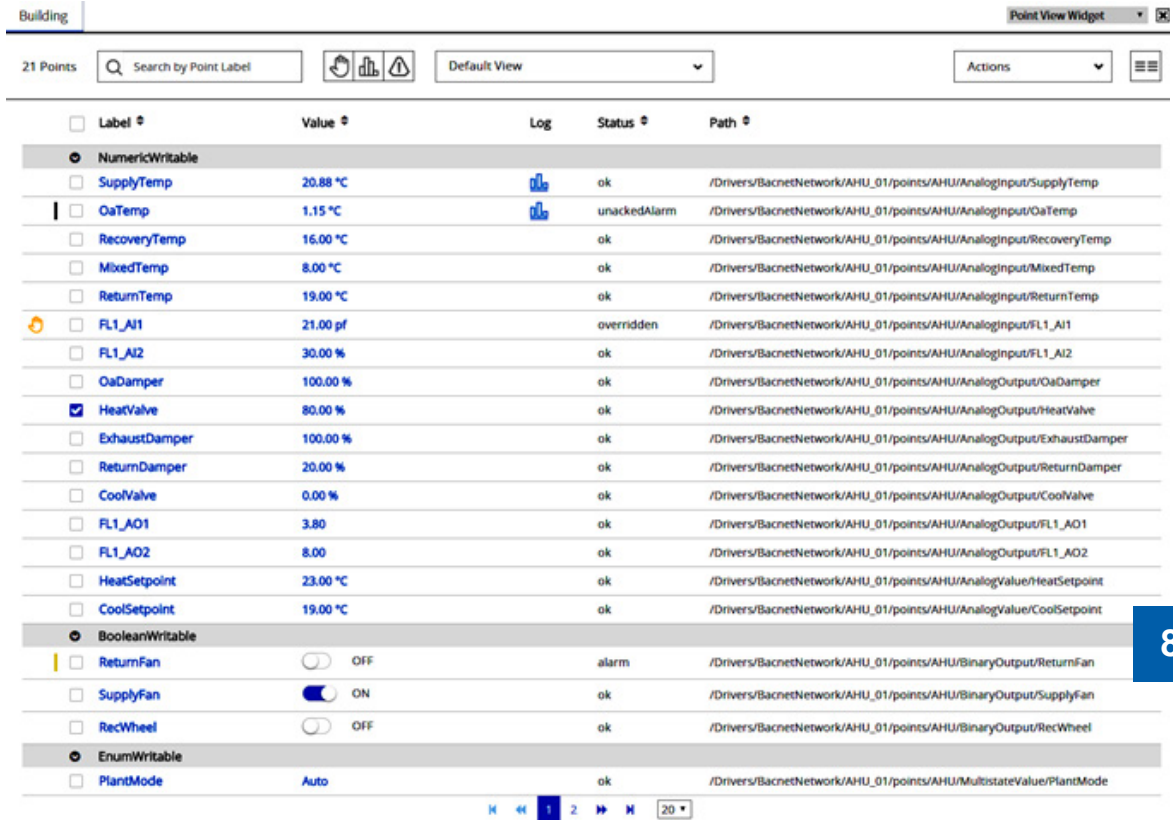 Building Point View Widget
21 Points Search by Point Label Default View Actions
Label Value Log Status Path
NumericWritable
SupplyTemp 20.88 °C ok /Drivers/BacnetNetwork/AHU_01/points/AHU/AnalogInput/SupplyTemp
OaTemp 1.15 °C unackedAlarm /Drivers/BacnetNetwork/AHU_01/points/AHU/AnalogInput/OaTemp
RecoveryTemp 16.00 °C ok /Drivers/BacnetNetwork/AHU_01/points/AHU/AnalogInput/RecoveryTemp
MixedTemp 8.00 °C ok /Drivers/BacnetNetwork/AHU_01/points/AHU/AnalogInput/MixedTemp
ReturnTemp 19.00 °C ok /Drivers/BacnetNetwork/AHU_01/points/AHU/AnalogInput/ReturnTemp
FL1_AI1 21.00 pf overridden /Drivers/BacnetNetwork/AHU_01/points/AHU/AnalogInput/FL1_AI1
FL1_AI2 30.00 % ok /Drivers/BacnetNetwork/AHU_01/points/AHU/AnalogInput/FL1_AI2
OaDamper 100.00 % ok /Drivers/BacnetNetwork/AHU_01/points/AHU/AnalogOutput/OaDamper
HeatValve 80.00 % ok /Drivers/BacnetNetwork/AHU_01/points/AHU/AnalogOutput/HeatValve
ExhaustDamper 100.00 % ok /Drivers/BacnetNetwork/AHU_01/points/AHU/AnalogOutput/ExhaustDamper
ReturnDamper 20.00 % ok /Drivers/BacnetNetwork/AHU_01/points/AHU/AnalogOutput/ReturnDamper
CoolValve 0.00 % ok /Drivers/BacnetNetwork/AHU_01/points/AHU/AnalogOutput/CoolValve
FL1_AO1 3.80 ok /Drivers/BacnetNetwork/AHU_01/points/AHU/AnalogOutput/FL1_AO1
FL1_AO2 8.00 ok /Drivers/BacnetNetwork/AHU_01/points/AHU/AnalogOutput/FL1_AO2
HeatSetpoint 23.00 °C ok /Drivers/BacnetNetwork/AHU_01/points/AHU/AnalogValue/HeatSetpoint
CoolSetpoint 19.00 °C ok /Drivers/BacnetNetwork/AHU_01/points/AHU/AnalogValue/CoolSetpoint
BooleanWritable
8
ReturnFan OFF alarm /Drivers/BacnetNetwork/AHU_01/points/AHU/BinaryOutput/ReturnFan
SupplyFan ON ok /Drivers/BacnetNetwork/AHU_01/points/AHU/BinaryOutput/SupplyFan
RecWheel OFF ok /Drivers/BacnetNetwork/AHU_01/points/AHU/BinaryOutput/RecWheel
EnumWritable
PlantMode Auto ok /Drivers/BacnetNetwork/AHU_01/points/AHU/MultistateValue/PlantMode
1 2 20